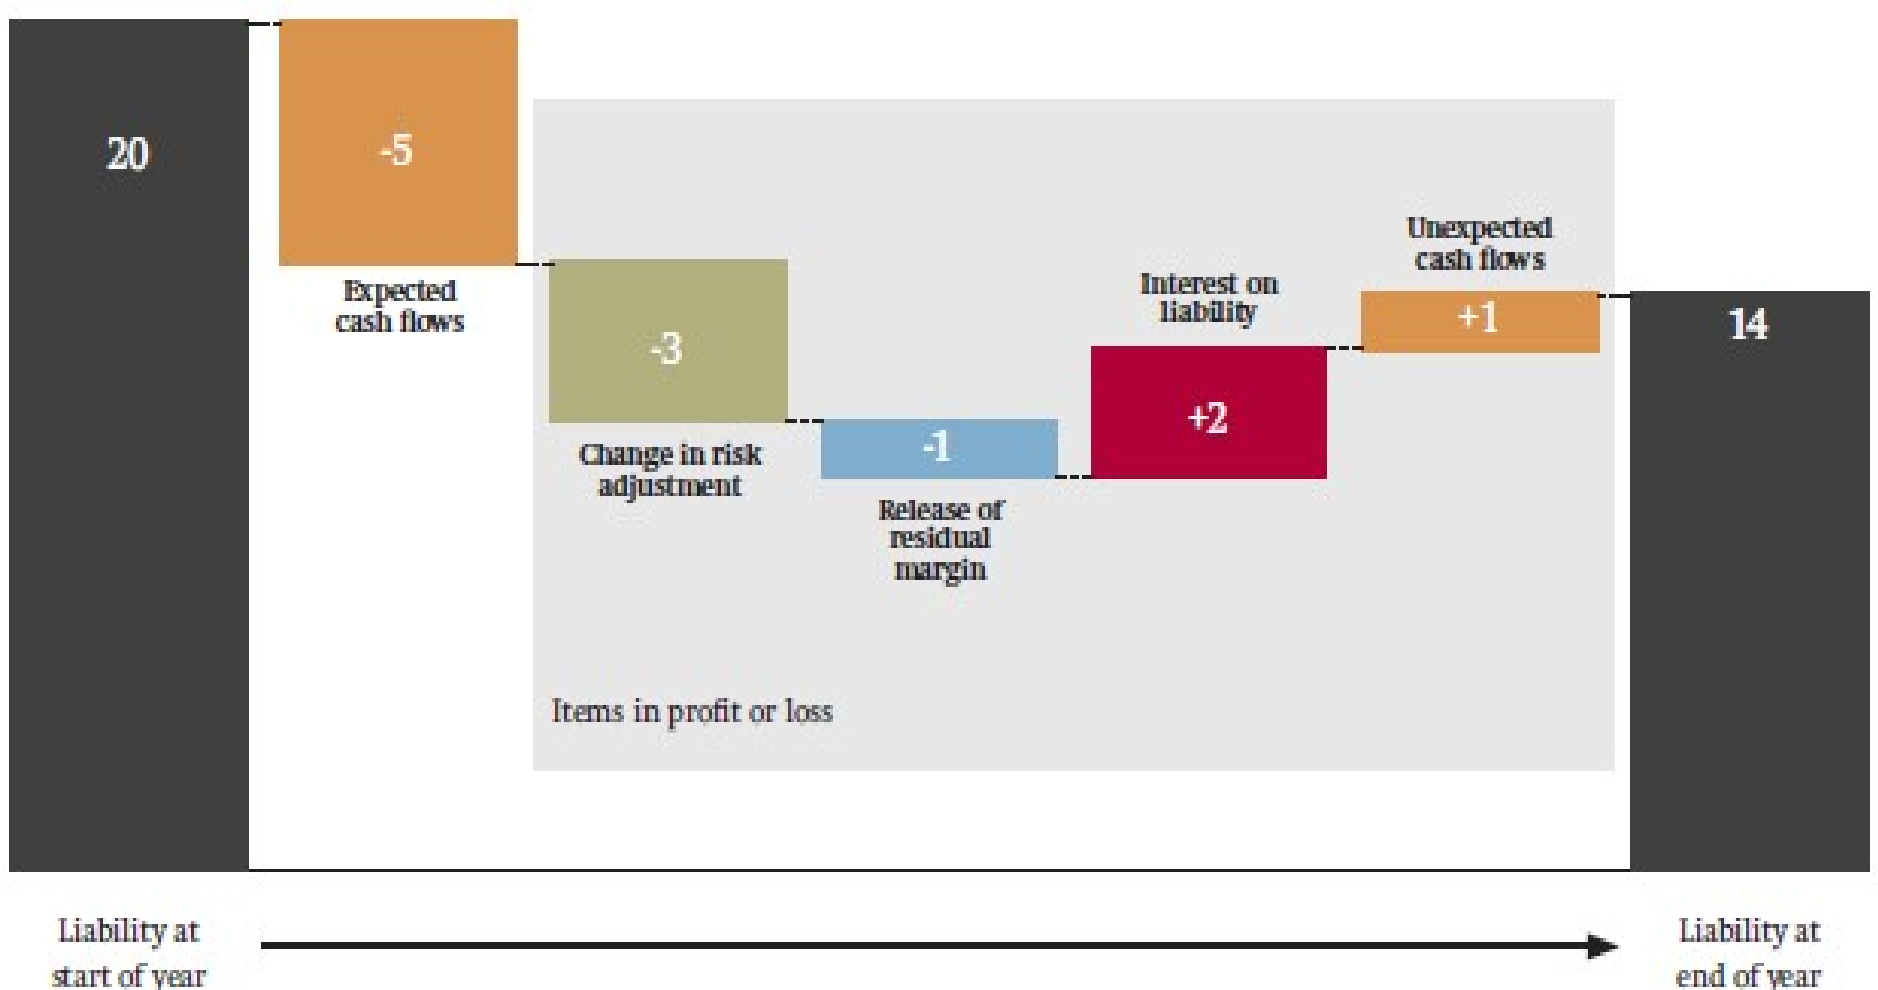 20
-5
Expected
cash flows
-3
Change in risk
adjustment
-1
Release of
residual
margin
Interest on
liability
+2
Unexpected
cash flows
+1
14
Items in profit or loss
Liability at
start of year
Liability at
end of year